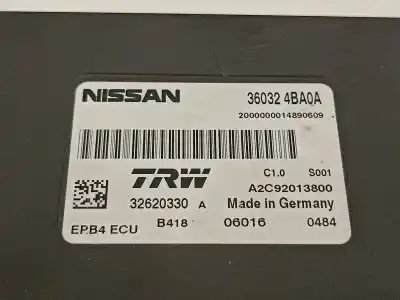 NISSAN 36032 4BA0A
2000000014890609
TRW C1.0 S001
A2C92013800
32620330 A Made in Germany
EPB4 ECU B418 06016 0484